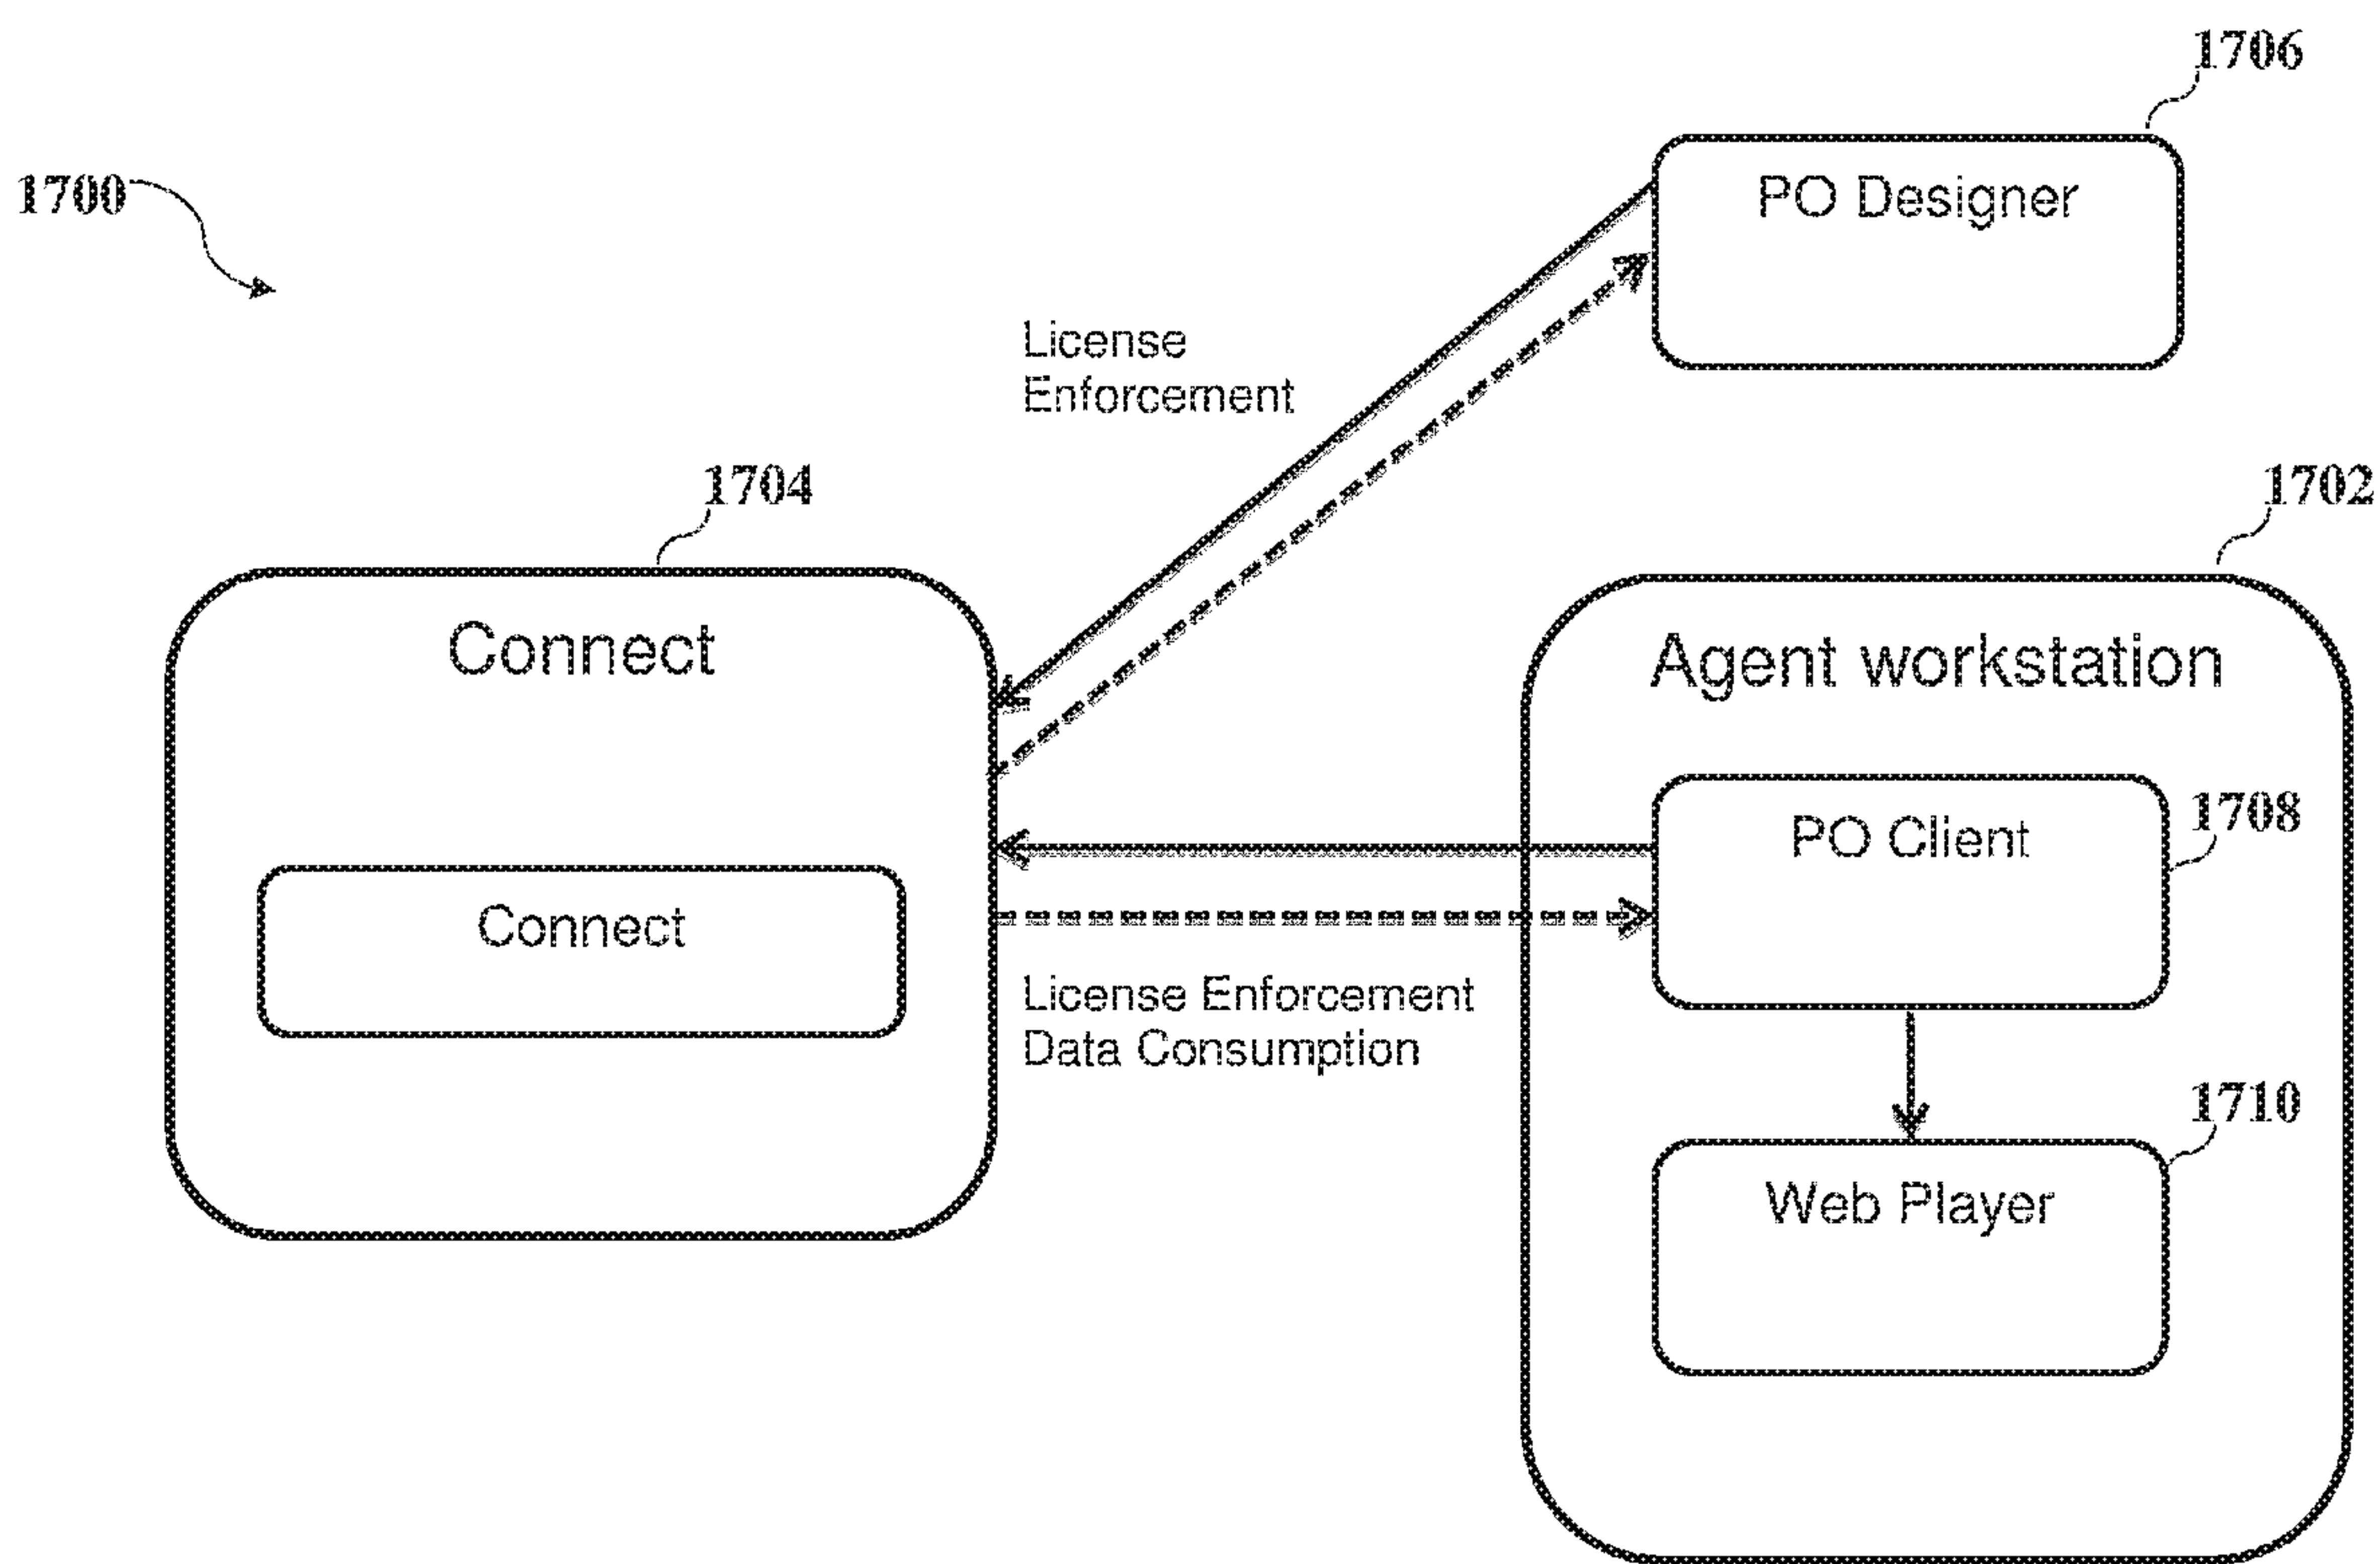 1706
1700
PO Designer
License
Enforcement
1704
1702
Connect
Agent workstation
1708
PO Client
Connect
License Enforcement
Data Consumption
1710
Web Player